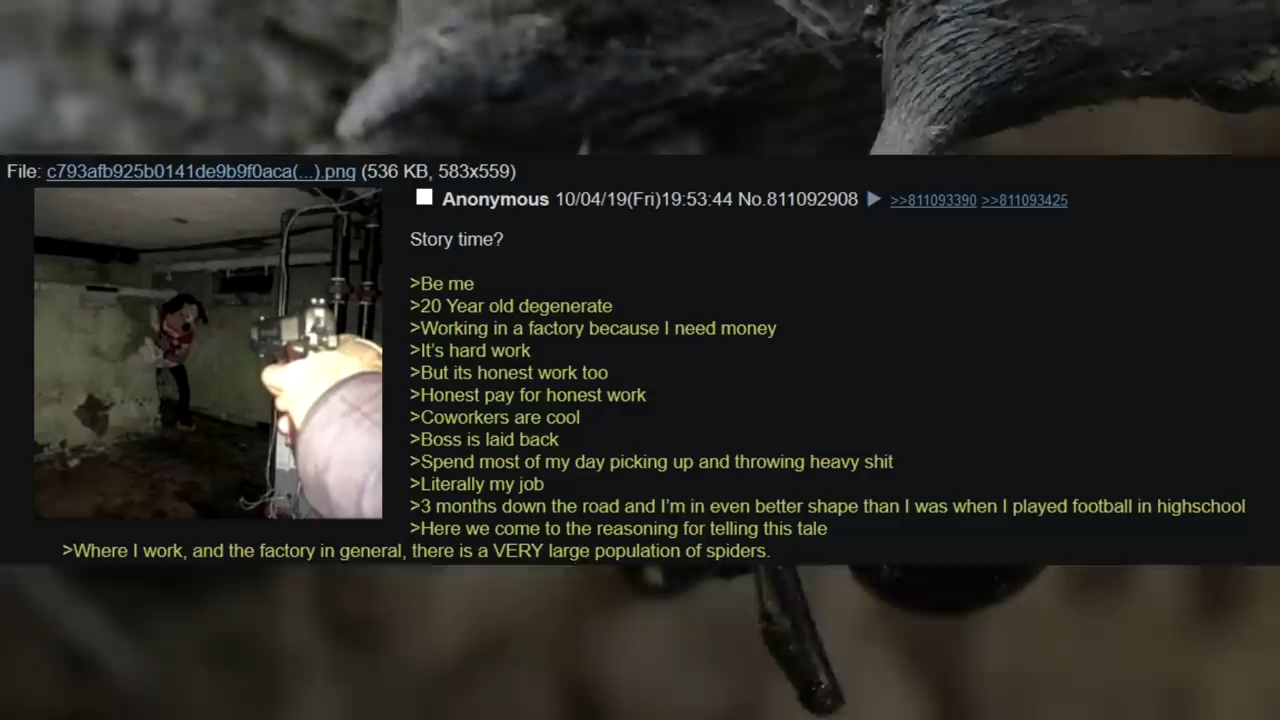 File: c793afb925b0141de9b9f0aca(...).png (536 KB, 583x559)
Anonymous 10/04/19(Fri)19:53:44 No.811092908 ▶ >>811093390 >>811093425
Story time?
>Be me
>20 Year old degenerate
>Working in a factory because I need money
>It's hard work
>But its honest work too
>Honest pay for honest work
>Coworkers are cool
>Boss is laid back
>Spend most of my day picking up and throwing heavy shit
>Literally my job
>3 months down the road and I'm in even better shape than I was when I played football in highschool
>Here we come to the reasoning for telling this tale
>Where I work, and the factory in general, there is a VERY large population of spiders.